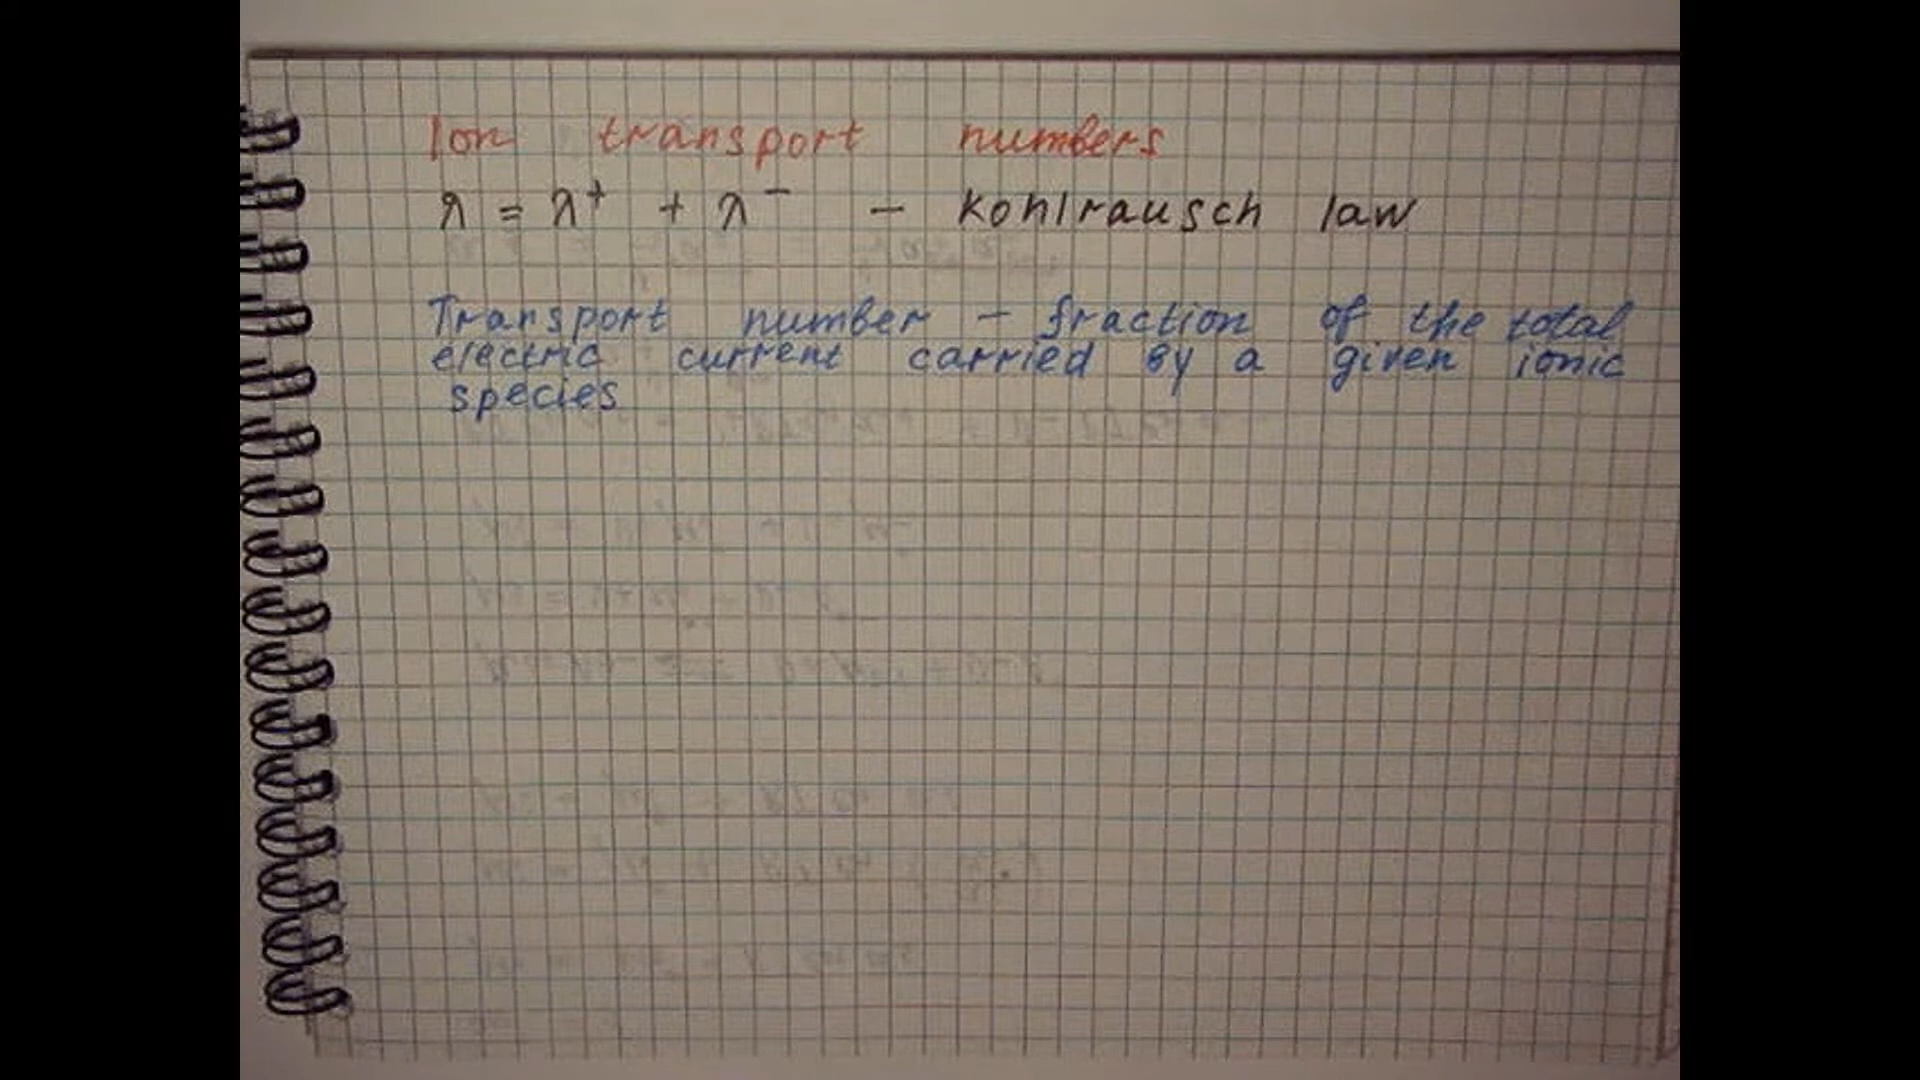 Ion transport numbers
λ = λ⁺ + λ⁻ - Kohlrausch law
Transport number - fraction of the total
electric current carried by a given ionic
species